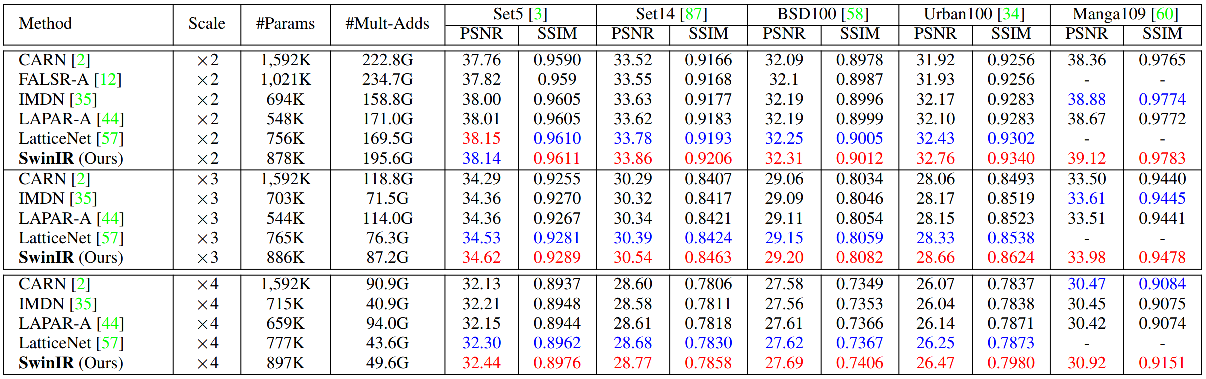 Method Scale #Params #Mult-Adds Set5 [3] Set14 [87] BSD100 [58] Urban100 [34] Manga109 [60]
PSNR SSIM PSNR SSIM PSNR SSIM PSNR SSIM PSNR SSIM
CARN [2] ×2 1,592K 222.8G 37.76 0.9590 33.52 0.9166 32.09 0.8978 31.92 0.9256 38.36 0.9765
FALSR-A [12] ×2 1,021K 234.7G 37.82 0.959 33.55 0.9168 32.1 0.8987 31.93 0.9256 - -
IMDN [35] ×2 694K 158.8G 38.00 0.9605 33.63 0.9177 32.19 0.8996 32.17 0.9283 38.88 0.9774
LAPAR-A [44] ×2 548K 171.0G 38.01 0.9605 33.62 0.9183 32.19 0.8999 32.10 0.9283 38.67 0.9772
LatticeNet [57] ×2 756K 169.5G 38.15 0.9610 33.78 0.9193 32.25 0.9005 32.43 0.9302 - -
SwinIR (Ours) ×2 878K 195.6G 38.14 0.9611 33.86 0.9206 32.31 0.9012 32.76 0.9340 39.12 0.9783
CARN [2] ×3 1,592K 118.8G 34.29 0.9255 30.29 0.8407 29.06 0.8034 28.06 0.8493 33.50 0.9440
IMDN [35] ×3 703K 71.5G 34.36 0.9270 30.32 0.8417 29.09 0.8046 28.17 0.8519 33.61 0.9445
LAPAR-A [44] ×3 544K 114.0G 34.36 0.9267 30.34 0.8421 29.11 0.8054 28.15 0.8523 33.51 0.9441
LatticeNet [57] ×3 765K 76.3G 34.53 0.9281 30.39 0.8424 29.15 0.8059 28.33 0.8538 - -
SwinIR (Ours) ×3 886K 87.2G 34.62 0.9289 30.54 0.8463 29.20 0.8082 28.66 0.8624 33.98 0.9478
CARN [2] ×4 1,592K 90.9G 32.13 0.8937 28.60 0.7806 27.58 0.7349 26.07 0.7837 30.47 0.9084
IMDN [35] ×4 715K 40.9G 32.21 0.8948 28.58 0.7811 27.56 0.7353 26.04 0.7838 30.45 0.9075
LAPAR-A [44] ×4 659K 94.0G 32.15 0.8944 28.61 0.7818 27.61 0.7366 26.14 0.7871 30.42 0.9074
LatticeNet [57] ×4 777K 43.6G 32.30 0.8962 28.68 0.7830 27.62 0.7367 26.25 0.7873 - -
SwinIR (Ours) ×4 897K 49.6G 32.44 0.8976 28.77 0.7858 27.69 0.7406 26.47 0.7980 30.92 0.9151